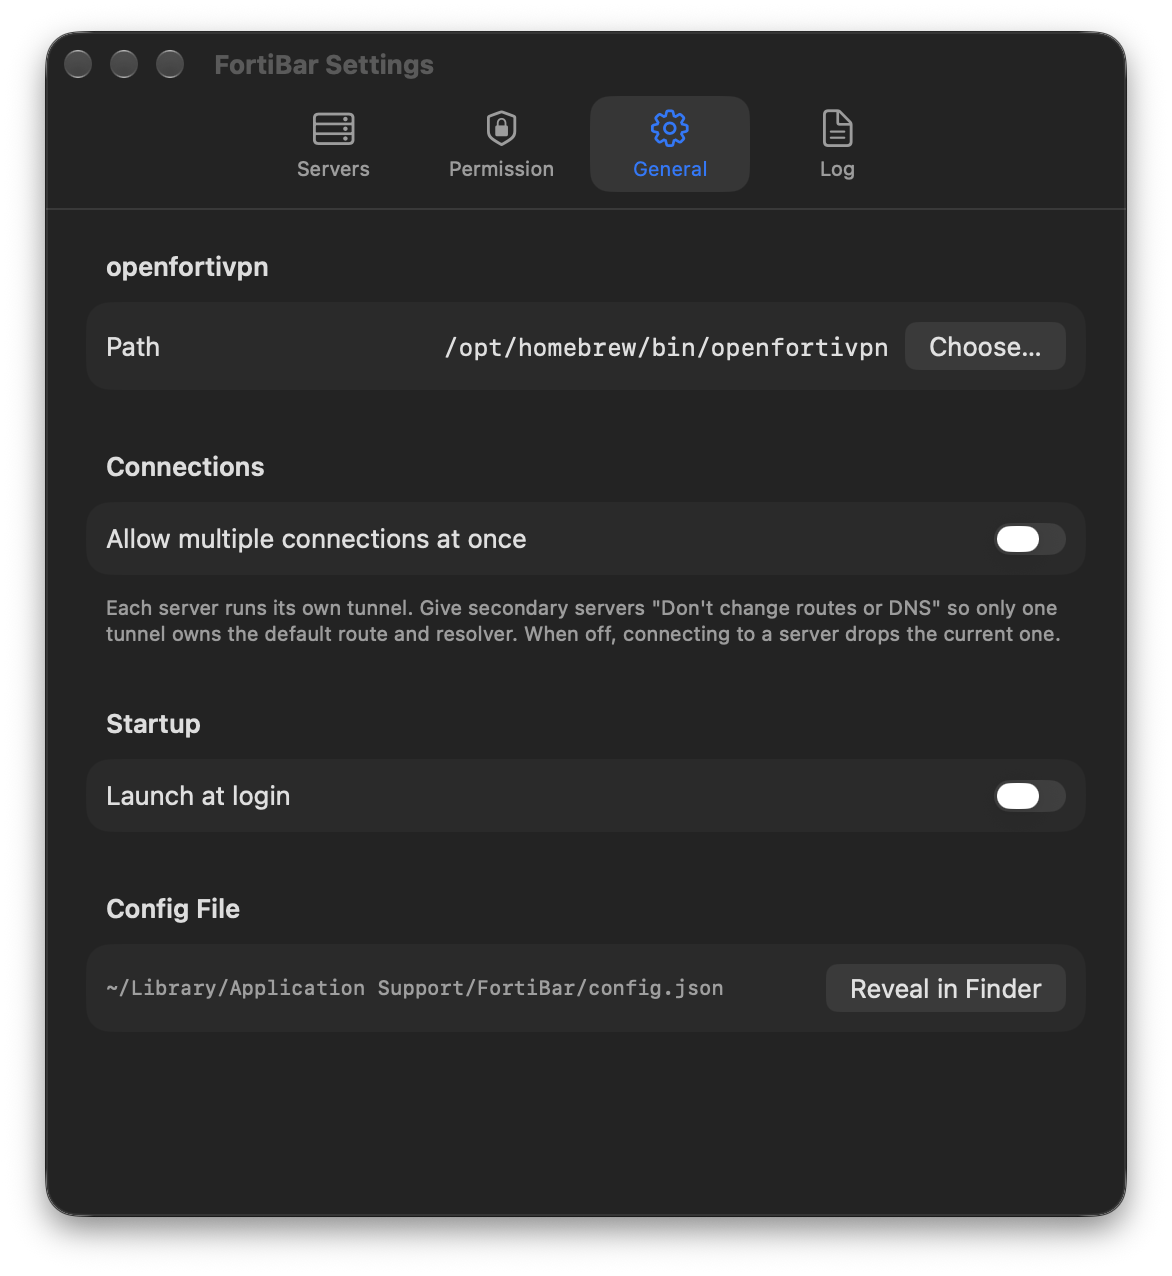 FortiBar Settings
Servers
Permission
General
Log
openfortivpn
Path
/opt/homebrew/bin/openfortivpn
Choose...
Connections
Allow multiple connections at once
Each server runs its own tunnel. Give secondary servers "Don't change routes or DNS" so only one
tunnel owns the default route and resolver. When off, connecting to a server drops the current one.
Startup
Launch at login
Config File
~/Library/Application Support/FortiBar/config.json
Reveal in Finder